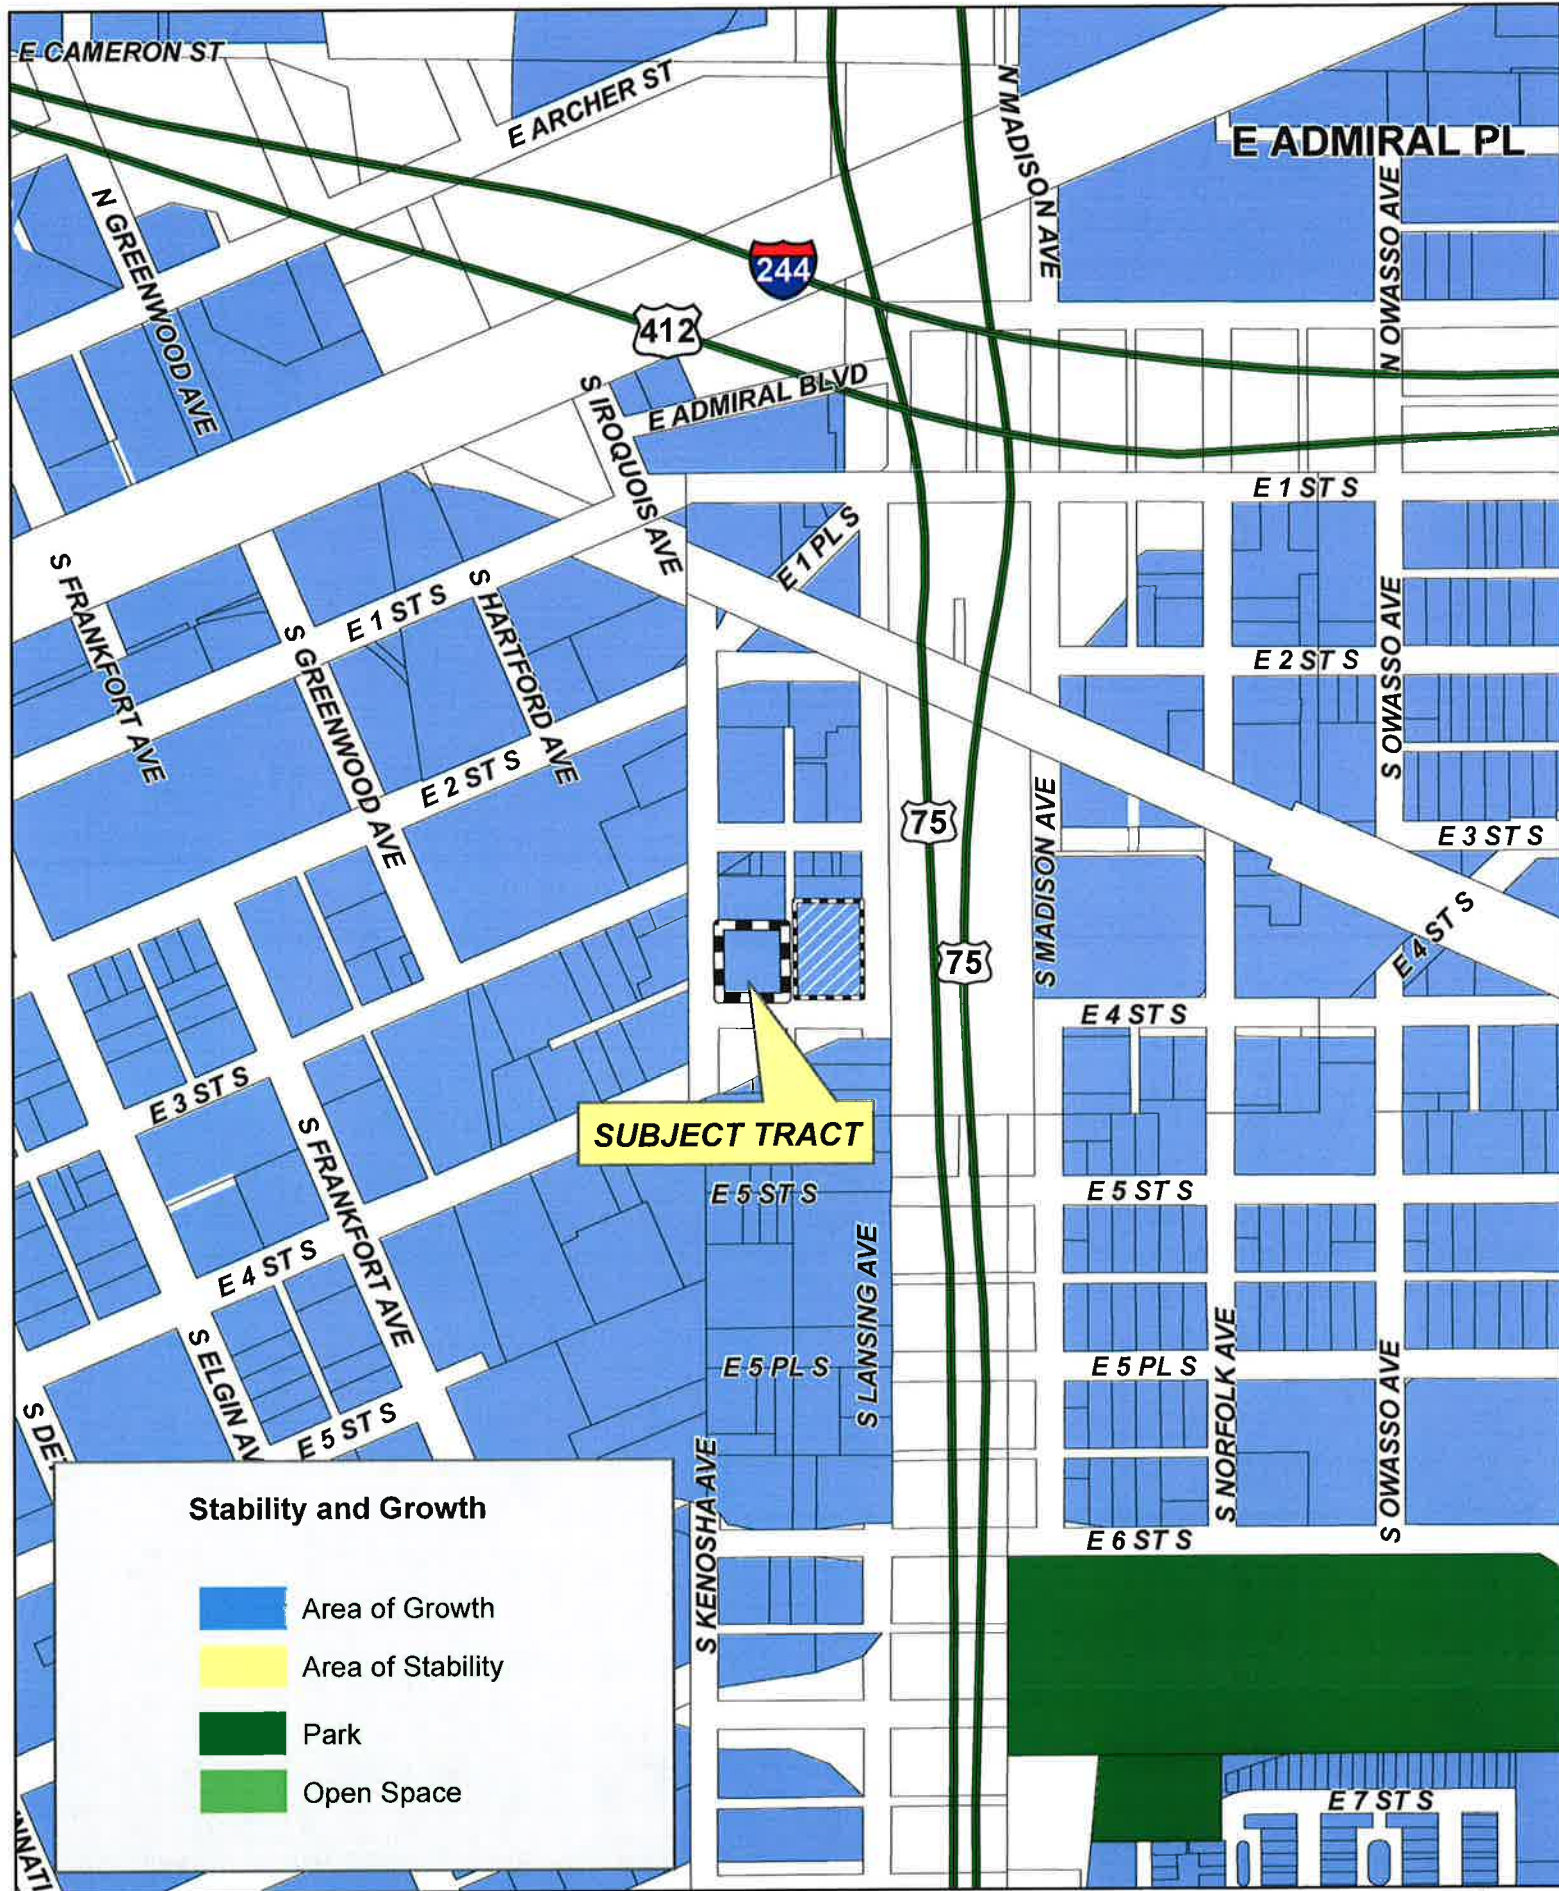 E CAMERON ST
E ARCHER ST
N MADISON AVE
E ADMIRAL PL
N GREENWOOD AVE
N OWASSO AVE
244
412
S IROQUOIS AVE
E ADMIRAL BLVD
E 1 ST S
E 1 PL S
S FRANKFORT AVE
S HARTFORD AVE
E 1 ST S
S GREENWOOD AVE
E 2 ST S
S OWASSO AVE
E 2 ST S
75
S MADISON AVE
E 3 ST S
E 4 ST S
75
E 4 ST S
E 3 ST S
S FRANKFORT AVE
SUBJECT TRACT
E 5 ST S
E 5 ST S
E 4 ST S
S LANSING AVE
S NORFOLK AVE
S ELGIN AV
E 5 PL S
E 5 PL S
S OWASSO AVE
S DET
E 5 ST S
S KENOSHA AVE
E 6 ST S
Stability and Growth
Area of Growth
Area of Stability
Park
Open Space
E 7 ST S
NNATI